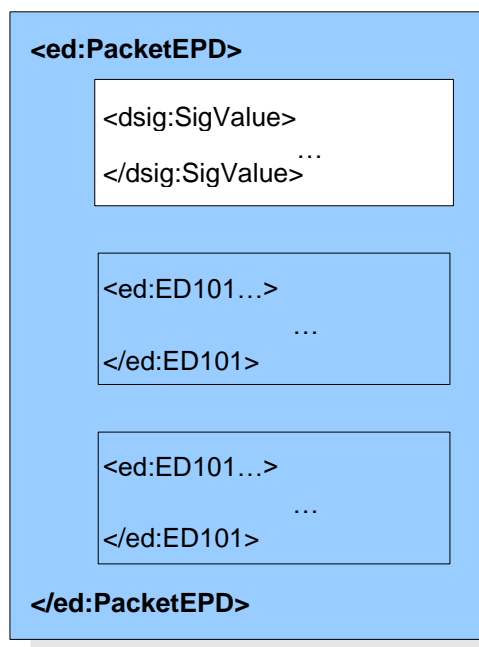 <ed:PacketEPD>
<dsig:SigValue>
…
</dsig:SigValue>
<ed:ED101…>
…
</ed:ED101>
<ed:ED101…>
…
</ed:ED101>
</ed:PacketEPD>